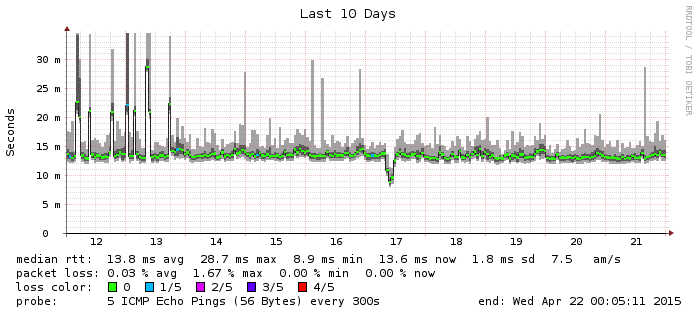 Last 10 Days
RRDTOOL / TOBI OETIKER
Seconds
30 m
25 m
20 m
15 m
10 m
5 m
0
12 13 14 15 16 17 18 19 20 21
median rtt: 13.8 ms avg 28.7 ms max 8.9 ms min 13.6 ms now 1.8 ms sd 7.5 am/s
packet loss: 0.03 % avg 1.67 % max 0.00 % min 0.00 % now
loss color: 0 1/5 2/5 3/5 4/5
probe: 5 ICMP Echo Pings (56 Bytes) every 300s end: Wed Apr 22 00:05:11 2015